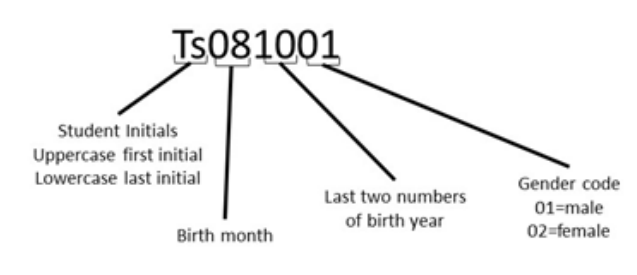 Ts081001
Student Initials
Uppercase first initial
Lowercase last initial
Birth month
Last two numbers
of birth year
Gender code
01=male
02=female